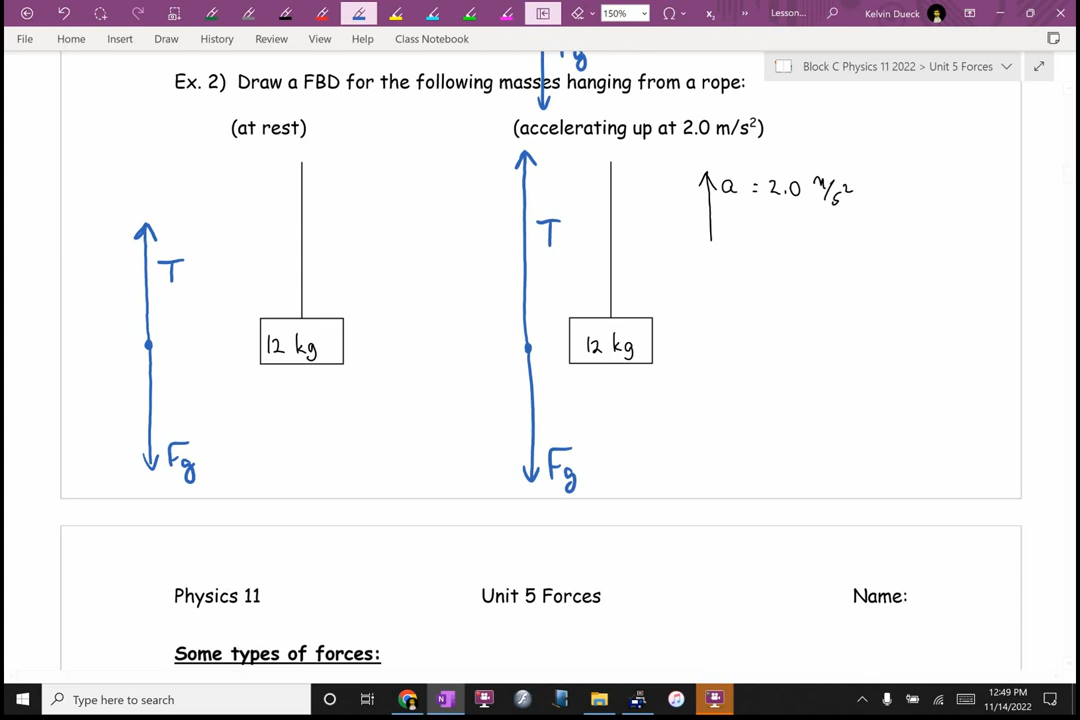 150%
x₂
Lesson...
Kelvin Dueck
File Home Insert Draw History Review View Help Class Notebook
Block C Physics 11 2022 > Unit 5 Forces
Fg
Ex. 2) Draw a FBD for the following masses hanging from a rope:
(at rest)
(accelerating up at 2.0 m/s²)
a = 2.0 m/s²
T
T
12 kg
12 kg
Fg
Fg
Physics 11
Unit 5 Forces
Name:
Some types of forces:
Type here to search
12:49 PM
11/14/2022